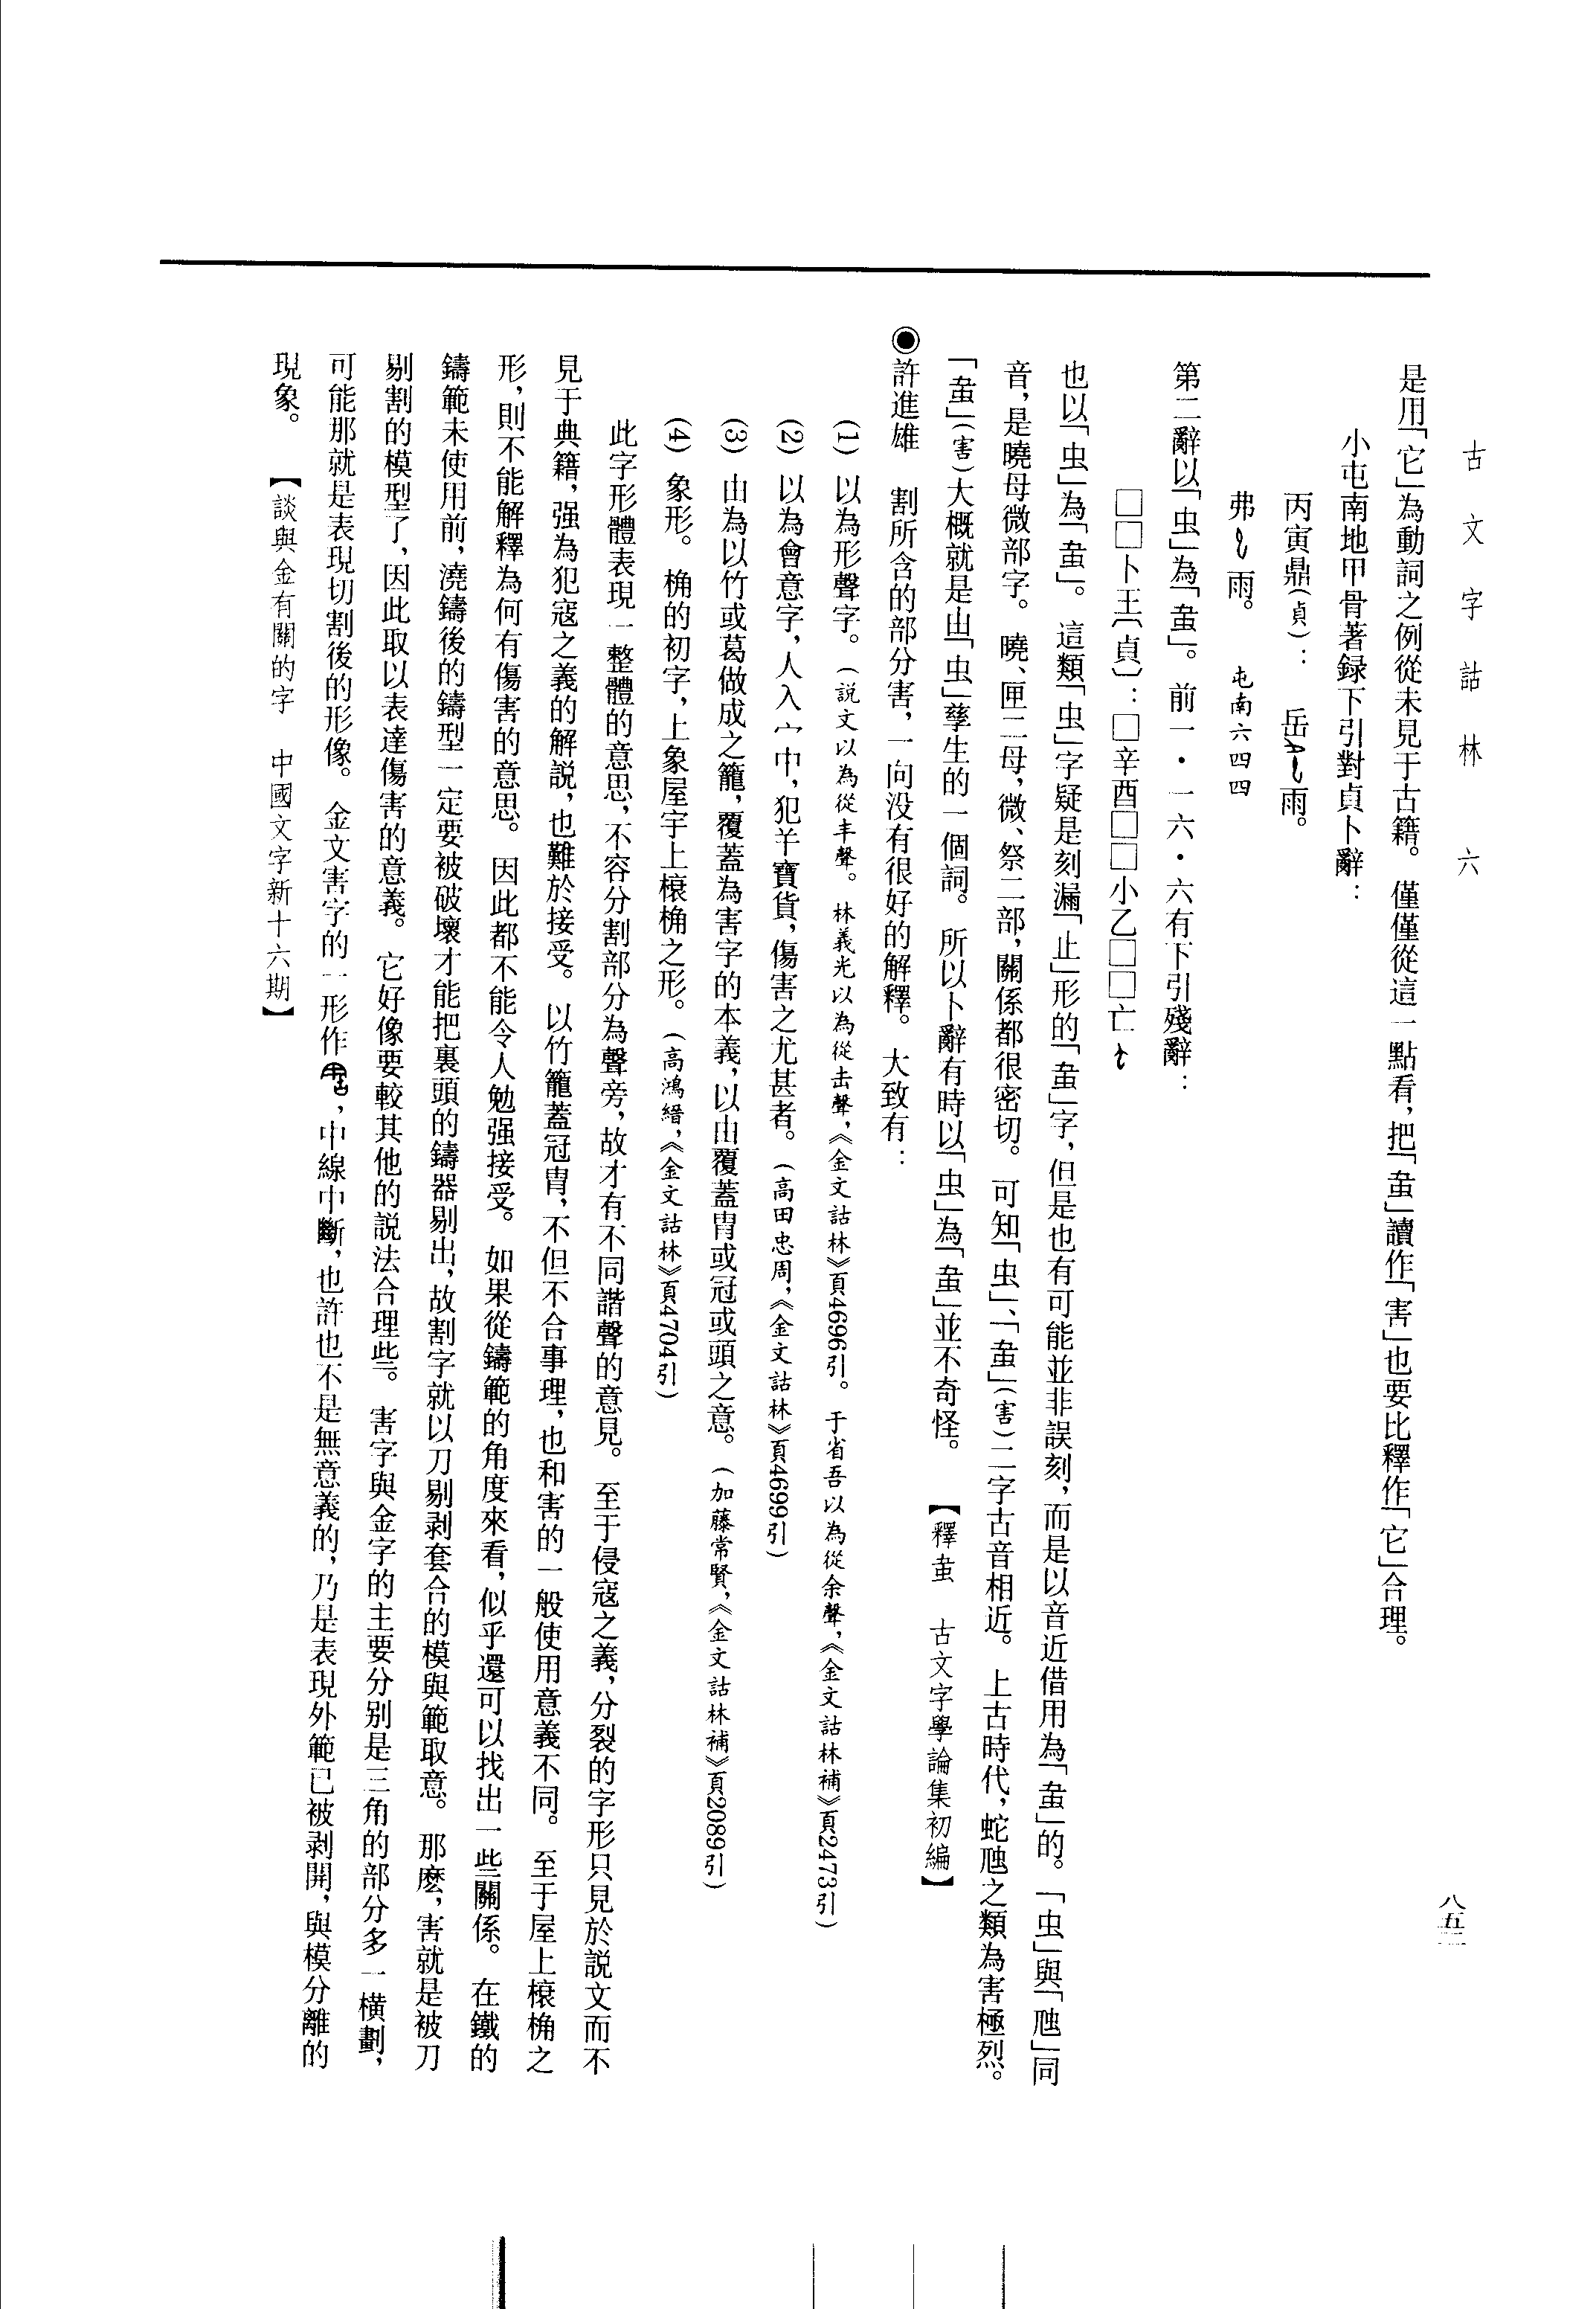 古文字詁林 六
八五二
是用「它」為動詞之例從未見于古籍。僅僅從這一點看，把「䖵」讀作「害」也要比釋作「它」合理。
小屯南地甲骨著録下引對貞卜辭：
丙寅鼎（貞）： 岳雨。
弗雨。 屯南六四四
第二辭以「虫」為「䖵」。前一·一六·六有下引殘辭：
□□卜王〔貞〕：□辛酉□□小乙□□亡
也以「虫」為「䖵」。這類「虫」字疑是刻漏「止」形的「䖵」字，但是也有可能並非誤刻，而是以音近借用為「䖵」的。「虫」與「虺」同
音，是曉母微部字。曉、匣二母，微、祭二部，關係都很密切。可知「虫」、「䖵」（害）二字古音相近。上古時代，蛇虺之類為害極烈。
「䖵」（害）大概就是由「虫」孳生的一個詞。所以卜辭有時以「虫」為「䖵」並不奇怪。 【釋䖵 古文字學論集初編】
◉許進雄 割所含的部分害，一向没有很好的解釋。大致有：
(1) 以為形聲字。（説文以為從丯聲。林義光以為從击聲，《金文詁林》頁4696引。于省吾以為從余聲，《金文詁林補》頁2473引）
(2) 以為會意字，人入宀中，犯羊寶貨，傷害之尤甚者。（高田忠周，《金文詁林》頁4699引）
(3) 由為以竹或葛做成之籠，覆蓋為害字的本義，以由覆蓋冑或冠或頭之意。（加藤常賢，《金文詁林補》頁2089引）
(4) 象形。桷的初字，上象屋宇上榱桷之形。（高鴻縉，《金文詁林》頁4704引）
此字形體表現一整體的意思，不容分割部分為聲旁，故才有不同諧聲的意見。至于侵寇之義，分裂的字形只見於説文而不
見于典籍，强為犯寇之義的解説，也難於接受。以竹籠蓋冠冑，不但不合事理，也和害的一般使用意義不同。至于屋上榱桷之
形，則不能解釋為何有傷害的意思。因此都不能令人勉强接受。如果從鑄範的角度來看，似乎還可以找出一些關係。在鐵的
鑄範未使用前，澆鑄後的鑄型一定要被破壞才能把裏頭的鑄器剔出，故割字就以刀剔剥套合的模與範取意。那麽，害就是被刀
剔割的模型了，因此取以表達傷害的意義。它好像要較其他的説法合理些。害字與金字的主要分别是三角的部分多一横劃，
可能那就是表現切割後的形像。金文害字的一形作，中線中斷，也許也不是無意義的，乃是表現外範已被剥開，與模分離的
現象。 【談與金有關的字 中國文字新十六期】